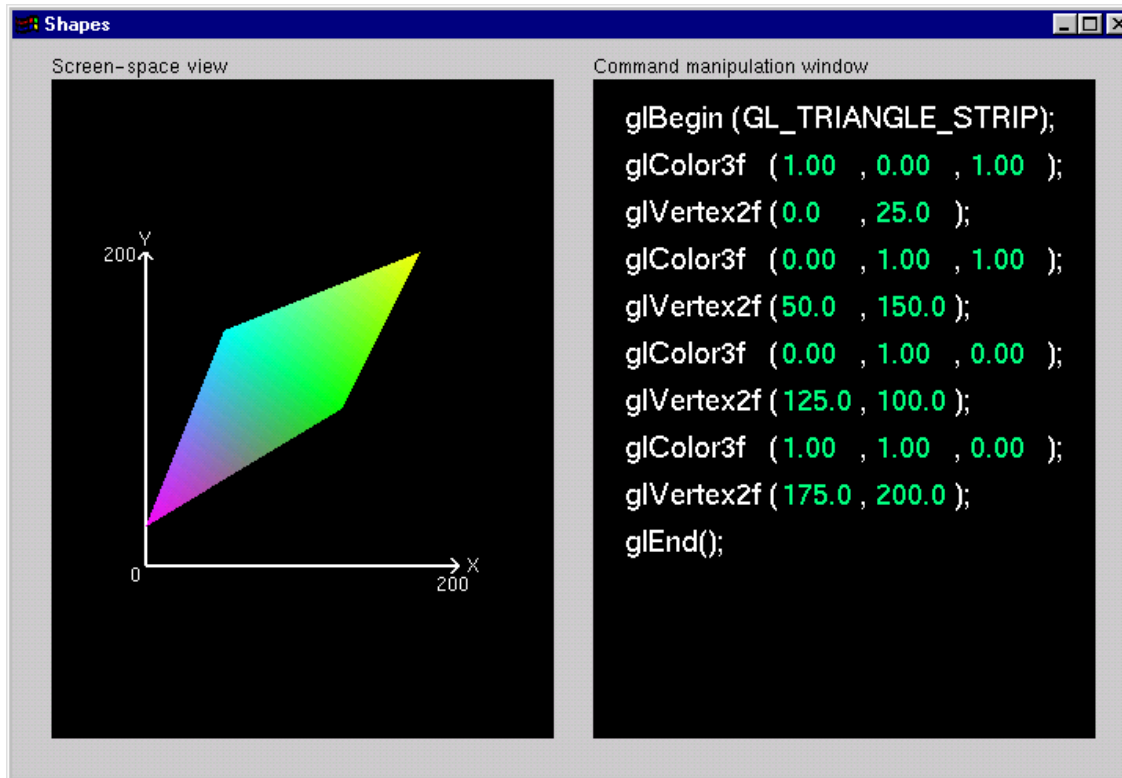 Shapes
Screen-space view
Y
200
0
X
200
Command manipulation window
glBegin (GL_TRIANGLE_STRIP);
glColor3f (1.00 , 0.00 , 1.00 );
glVertex2f (0.0 , 25.0 );
glColor3f (0.00 , 1.00 , 1.00 );
glVertex2f (50.0 , 150.0 );
glColor3f (0.00 , 1.00 , 0.00 );
glVertex2f (125.0 , 100.0 );
glColor3f (1.00 , 1.00 , 0.00 );
glVertex2f (175.0 , 200.0 );
glEnd();